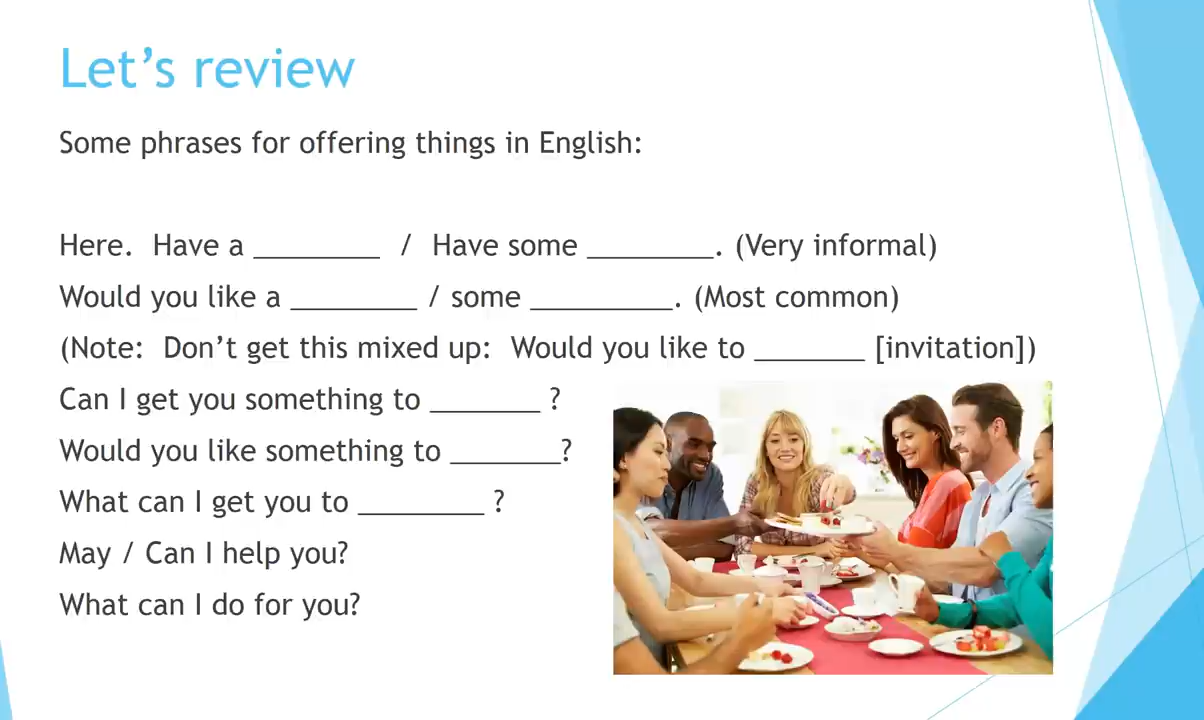 Let’s review
Some phrases for offering things in English:
Here.  Have a ________  /  Have some ________. (Very informal)
Would you like a ________ / some _________. (Most common)
(Note:  Don’t get this mixed up:  Would you like to _______ [invitation])
Can I get you something to _______ ?
Would you like something to _______?
What can I get you to ________ ?
May / Can I help you?
What can I do for you?